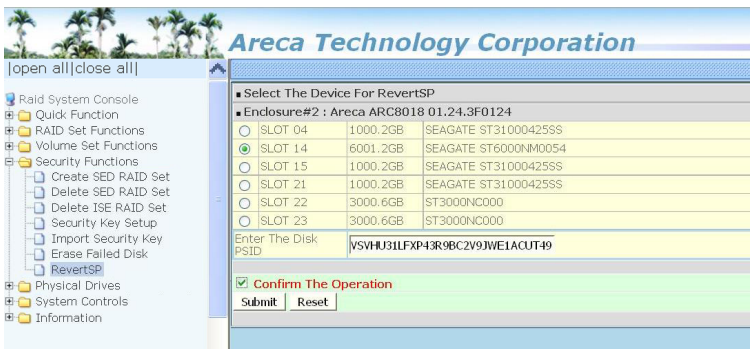 Areca Technology Corporation
|open all|close all|
Raid System Console
Quick Function
RAID Set Functions
Volume Set Functions
Security Functions
Create SED RAID Set
Delete SED RAID Set
Delete ISE RAID Set
Security Key Setup
Import Security Key
Erase Failed Disk
RevertSP
Physical Drives
System Controls
Information
Select The Device For RevertSP
Enclosure#2 : Areca ARC8018 01.24.3F0124
SLOT 04 1000.2GB SEAGATE ST31000425SS
SLOT 14 6001.2GB SEAGATE ST6000NM0054
SLOT 15 1000.2GB SEAGATE ST31000425SS
SLOT 21 1000.2GB SEAGATE ST31000425SS
SLOT 22 3000.6GB ST3000NC000
SLOT 23 3000.6GB ST3000NC000
Enter The Disk
PSID
VSVHU31LFXP43R9BC2V9JWE1ACUT49
Confirm The Operation
Submit Reset